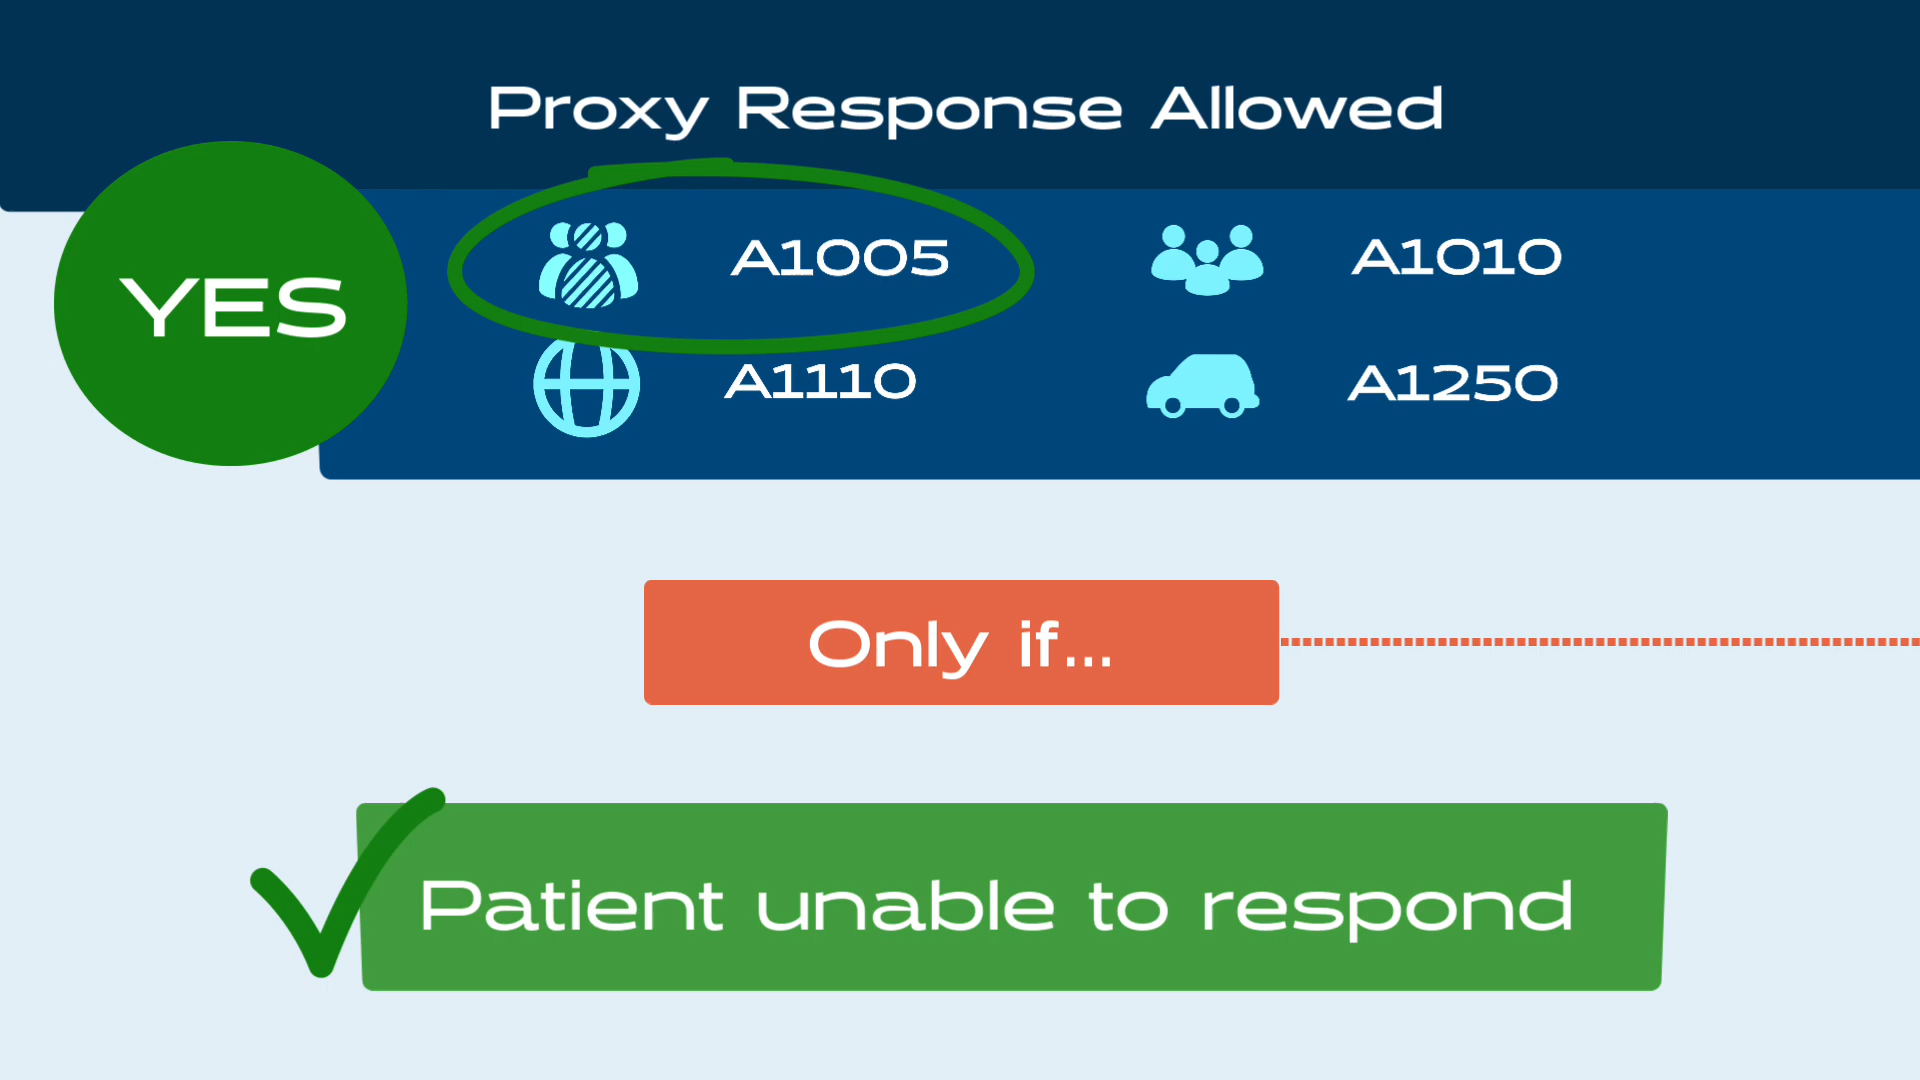 Proxy Response Allowed
YES
A1005
A1010
A1110
A1250
Only if...
Patient unable to respond